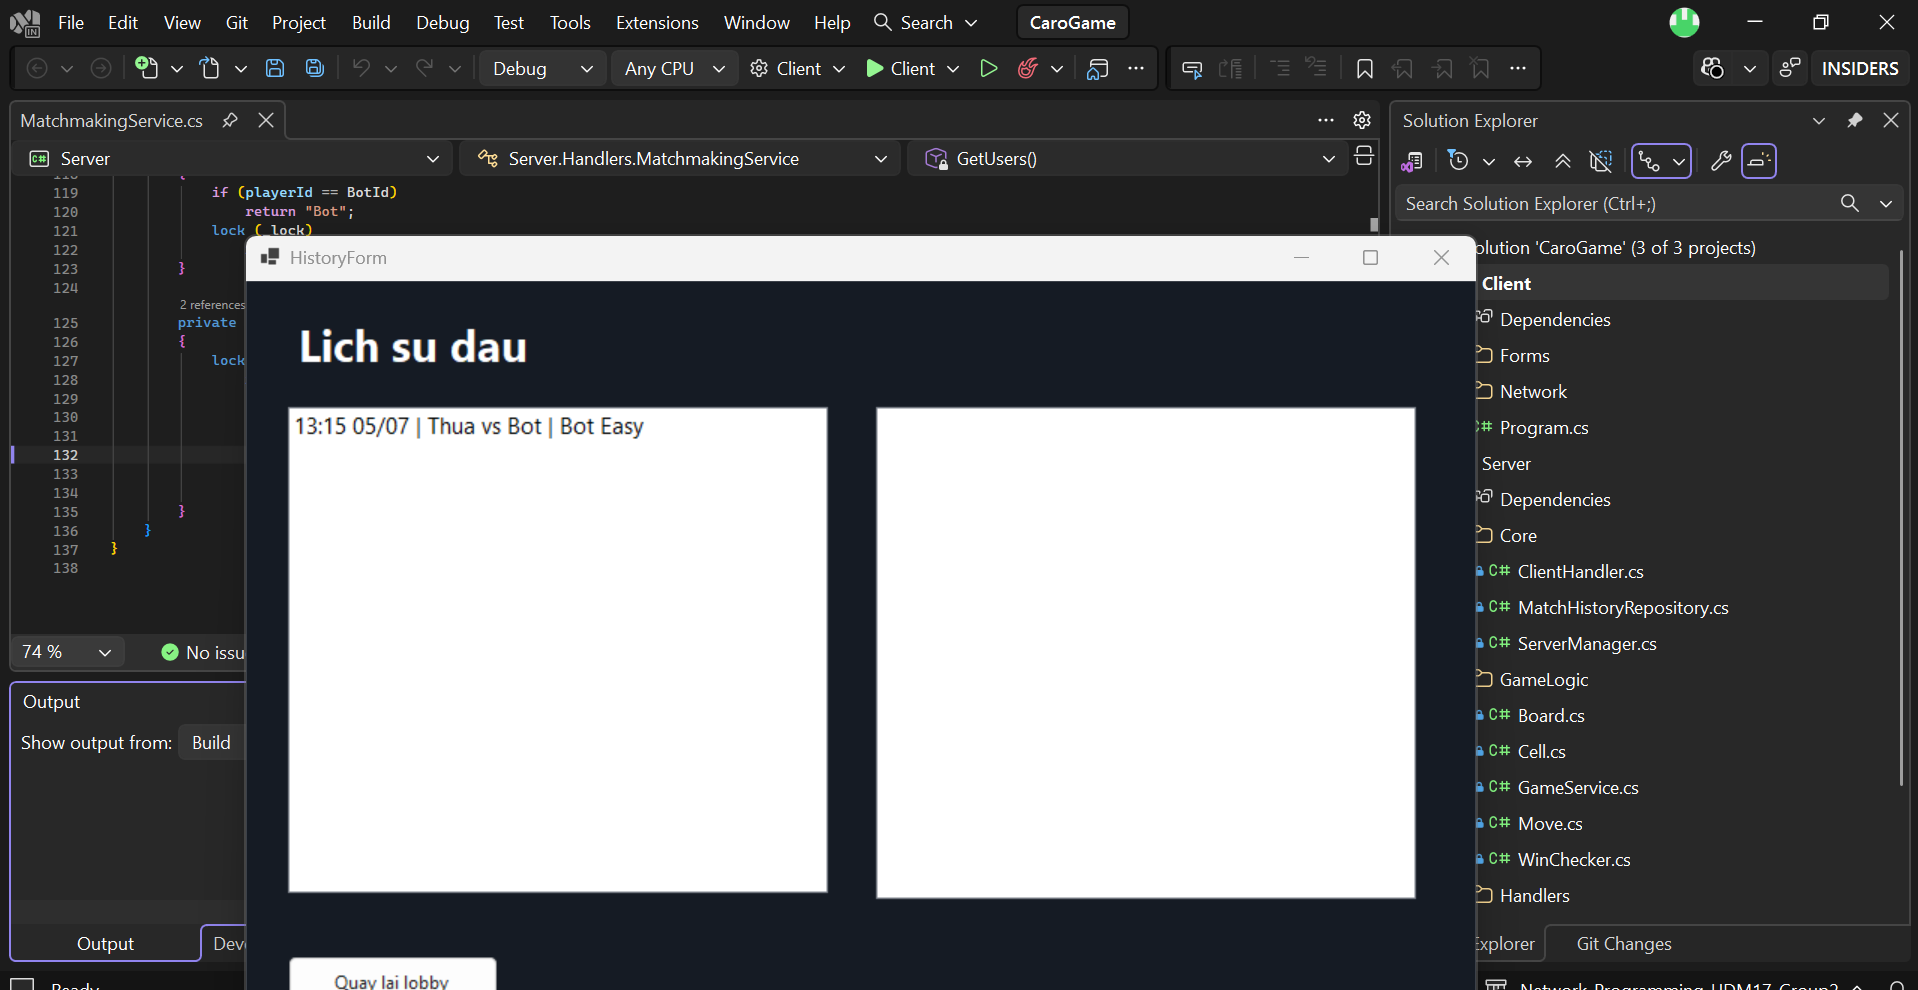 File Edit View Git Project Build Debug Test Tools Extensions Window Help Search CaroGame
Debug Any CPU Client Client INSIDERS
MatchmakingService.cs
Server Server.Handlers.MatchmakingService GetUsers()
119 if (playerId == BotId)
120 return "Bot";
121 lock (_lock)
122
123 }
124
2 references
125 private
126 {
127 lock
128
129
130
131
132
133
134
135 }
136 }
137 }
138
74 % No issu
Output
Show output from: Build
Output Dev
HistoryForm
Lich su dau
13:15 05/07 | Thua vs Bot | Bot Easy
Quay lai lobby
Solution Explorer
Search Solution Explorer (Ctrl+;)
olution 'CaroGame' (3 of 3 projects)
Client
Dependencies
Forms
Network
C# Program.cs
Server
Dependencies
Core
C# ClientHandler.cs
C# MatchHistoryRepository.cs
C# ServerManager.cs
GameLogic
C# Board.cs
C# Cell.cs
C# GameService.cs
C# Move.cs
C# WinChecker.cs
Handlers
Explorer Git Changes
Ready